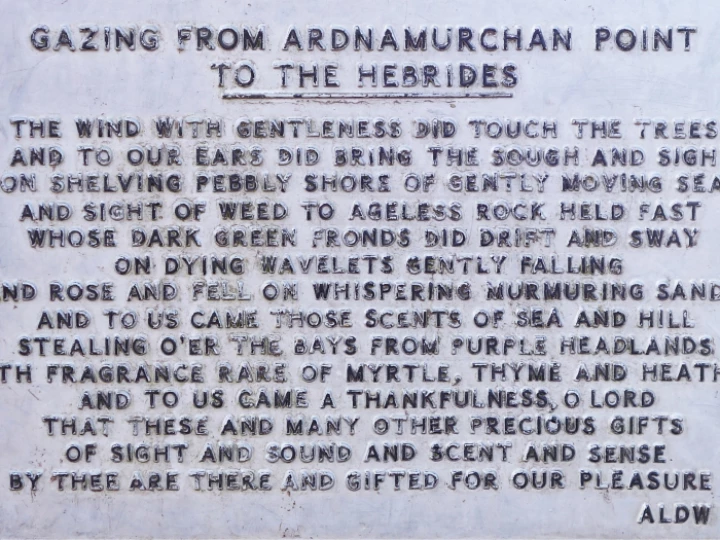 GAZING FROM ARDNAMURCHAN POINT
TO THE HEBRIDES
THE WIND WITH GENTLENESS DID TOUCH THE TREES
AND TO OUR EARS DID BRING THE SOUGH AND SIGH
ON SHELVING PEBBLY SHORE OF GENTLY MOVING SEA
AND SIGHT OF WEED TO AGELESS ROCK HELD FAST
WHOSE DARK GREEN FRONDS DID DRIFT AND SWAY
ON DYING WAVELETS GENTLY FALLING
ND ROSE AND FELL ON WHISPERING MURMURING SAND
AND TO US CAME THOSE SCENTS OF SEA AND HILL
STEALING O'ER THE BAYS FROM PURPLE HEADLANDS
TH FRAGRANCE RARE OF MYRTLE, THYME AND HEATH
AND TO US CAME A THANKFULNESS, O LORD
THAT THESE AND MANY OTHER PRECIOUS GIFTS
OF SIGHT AND SOUND AND SCENT AND SENSE
BY THEE ARE THERE AND GIFTED FOR OUR PLEASURE
ALDW